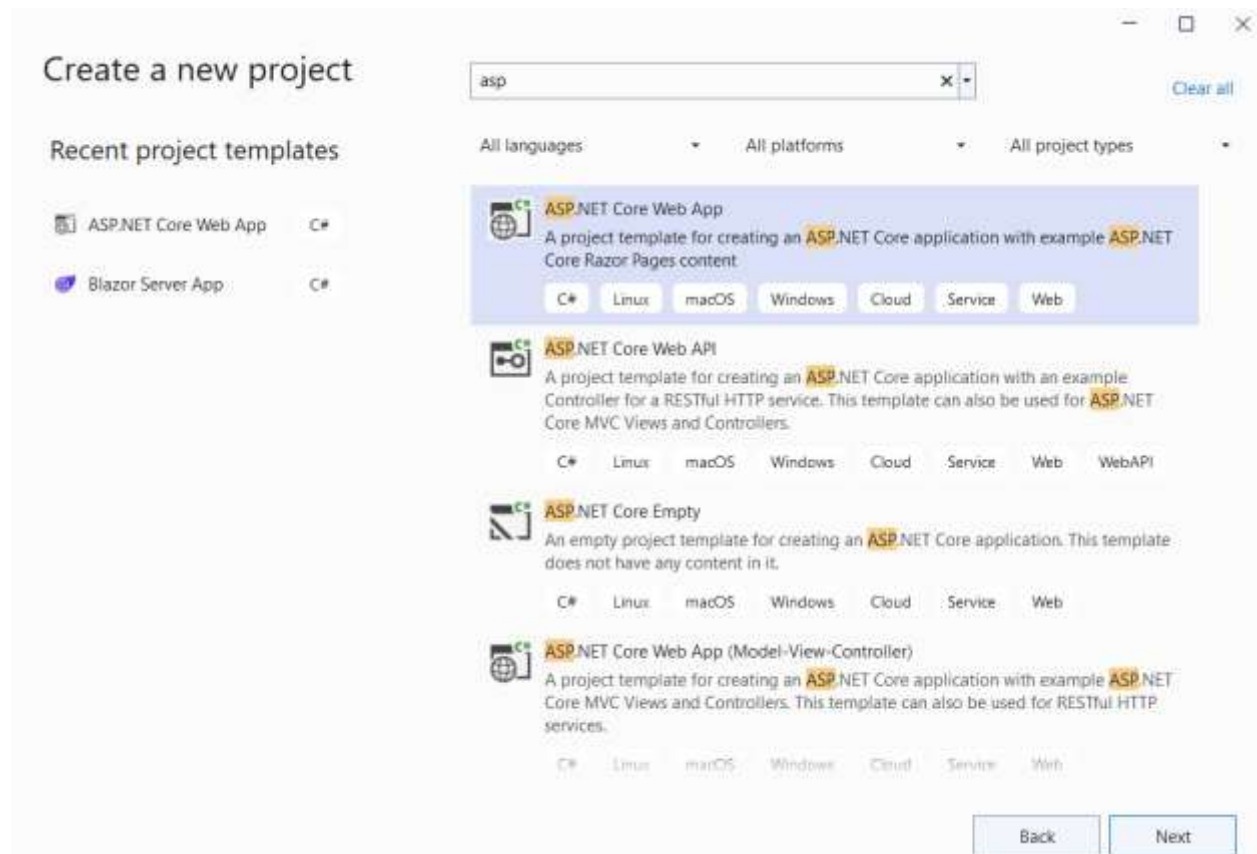 Create a new project
asp
Clear all
Recent project templates
All languages
All platforms
All project types
ASP.NET Core Web App C#
Blazor Server App C#
ASP.NET Core Web App
A project template for creating an ASP.NET Core application with example ASP.NET
Core Razor Pages content
C# Linux macOS Windows Cloud Service Web
ASP.NET Core Web API
A project template for creating an ASP.NET Core application with an example
Controller for a RESTful HTTP service. This template can also be used for ASP.NET
Core MVC Views and Controllers.
C# Linux macOS Windows Cloud Service Web WebAPI
ASP.NET Core Empty
An empty project template for creating an ASP.NET Core application. This template
does not have any content in it.
C# Linux macOS Windows Cloud Service Web
ASP.NET Core Web App (Model-View-Controller)
A project template for creating an ASP.NET Core application with example ASP.NET
Core MVC Views and Controllers. This template can also be used for RESTful HTTP
services.
C# Linux macOS Windows Cloud Service Web
Back
Next